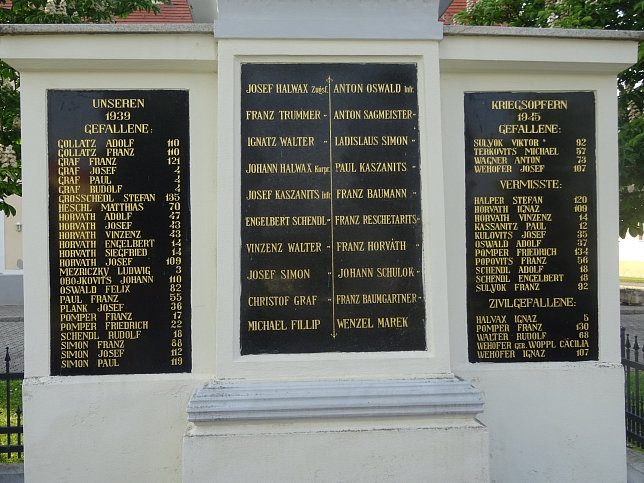 UNSEREN
1939
GEFALLENE:
GOLLATZ ADOLF 110
GOLLATZ FRANZ 110
GRAF FRANZ 121
GRAF JOSEF 4
GRAF PAUL 4
GRAF RUDOLF 4
GROSSCHEDL STEFAN 135
HESCHL MATTHIAS 70
HORVATH ADOLF 47
HORVATH JOSEF 43
HORVATH VINZENZ 43
HORVATH ENGELBERT 14
HORVATH SIEGFRIED 14
HORVATH JOSEF 109
MEZRICZKY LUDWIG 3
OBOJKOVITS JOHANN 110
OSWALD FELIX 82
PAUL FRANZ 55
PLANK JOSEF 36
POMPER FRANZ 17
POMPER FRIEDRICH 22
SCHENDL RUDOLF 18
SIMON FRANZ 88
SIMON JOSEF 112
SIMON PAUL 119
JOSEF HALWAX Zugsf. ANTON OSWALD Infr.
FRANZ TRUMMER " ANTON SAGMEISTER "
IGNATZ WALTER " LADISLAUS SIMON "
JOHANN HALWAX Korpr. PAUL KASZANITS "
JOSEF KASZANITS Infr. FRANZ BAUMANN "
ENGELBERT SCHENDL " FRANZ RESCHETARITS "
VINZENZ WALTER " FRANZ HORVÁTH "
JOSEF SIMON " JOHANN SCHULOK "
CHRISTOF GRAF " FRANZ BAUMGARTNER "
MICHAEL FILLIP WENZEL MAREK "
KRIEGSOPFERN
1945
GEFALLENE:
SULYOK VIKTOR 92
TERKOVITS MICHAEL 57
WAGNER ANTON 73
WEHOFER JOSEF 107
VERMISSTE:
HALPER STEFAN 120
HORVATH IGNAZ 109
HORVATH VINZENZ 14
KASSANITZ PAUL 12
KULOVITS JOSEF 35
OSWALD ADOLF 37
POMPER FRIEDRICH 134
POPOVITS FRANZ 56
SCHENDL ADOLF 18
SCHENDL ENGELBERT 18
SULYOK FRANZ 92
ZIVILGEFALLENE:
HALVAX IGNAZ 5
POMPER FRANZ 130
WALTER RUDOLF 68
WEHOFER GEB. WÖPPL CÄCILIA
WEHOFER IGNAZ 107